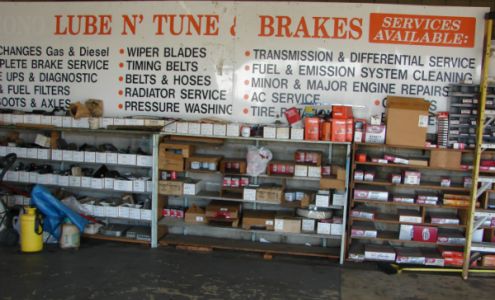 LUBE N' TUNE & BRAKES
SERVICES
AVAILABLE:
CHANGES Gas & Diesel
PLETE BRAKE SERVICE
E UPS & DIAGNOSTIC
& FUEL FILTERS
BOOTS & AXLES
• WIPER BLADES
• TIMING BELTS
• BELTS & HOSES
• RADIATOR SERVICE
• PRESSURE WASHING
• TRANSMISSION & DIFFERENTIAL SERVICE
• FUEL & EMISSION SYSTEM CLEANING
• MINOR & MAJOR ENGINE REPAIRS
• AC SERVICE
• TIRE